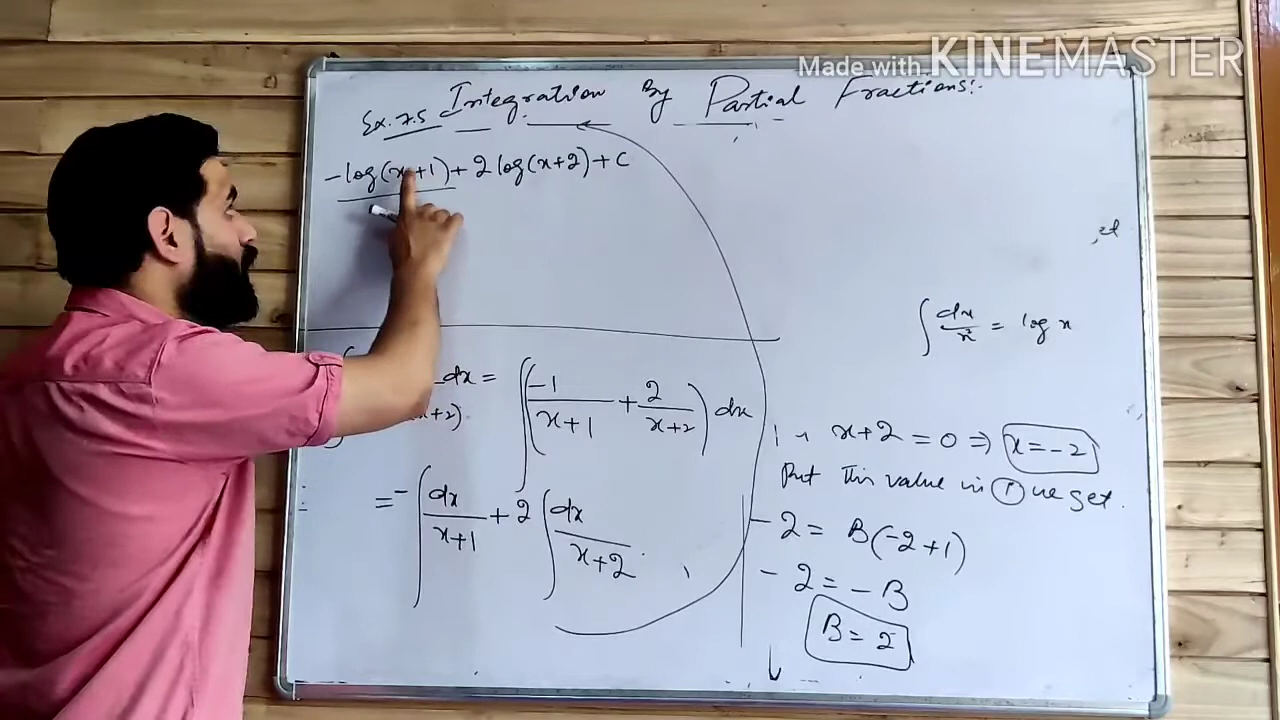 Made with KINEMASTER
Ex. 7.5 Integration By Partial Fractions:-
-log(x+1) + 2 log(x+2) + C
∫ dx/x = log x
dx = ∫(-1/(x+1) + 2/(x+2)) dx
x+2)
= -∫ dx/(x+1) + 2 ∫ dx/(x+2)
x+2 = 0 ⇒ x = -2
Put this value in ① we get.
-2 = B(-2+1)
-2 = -B
B = 2